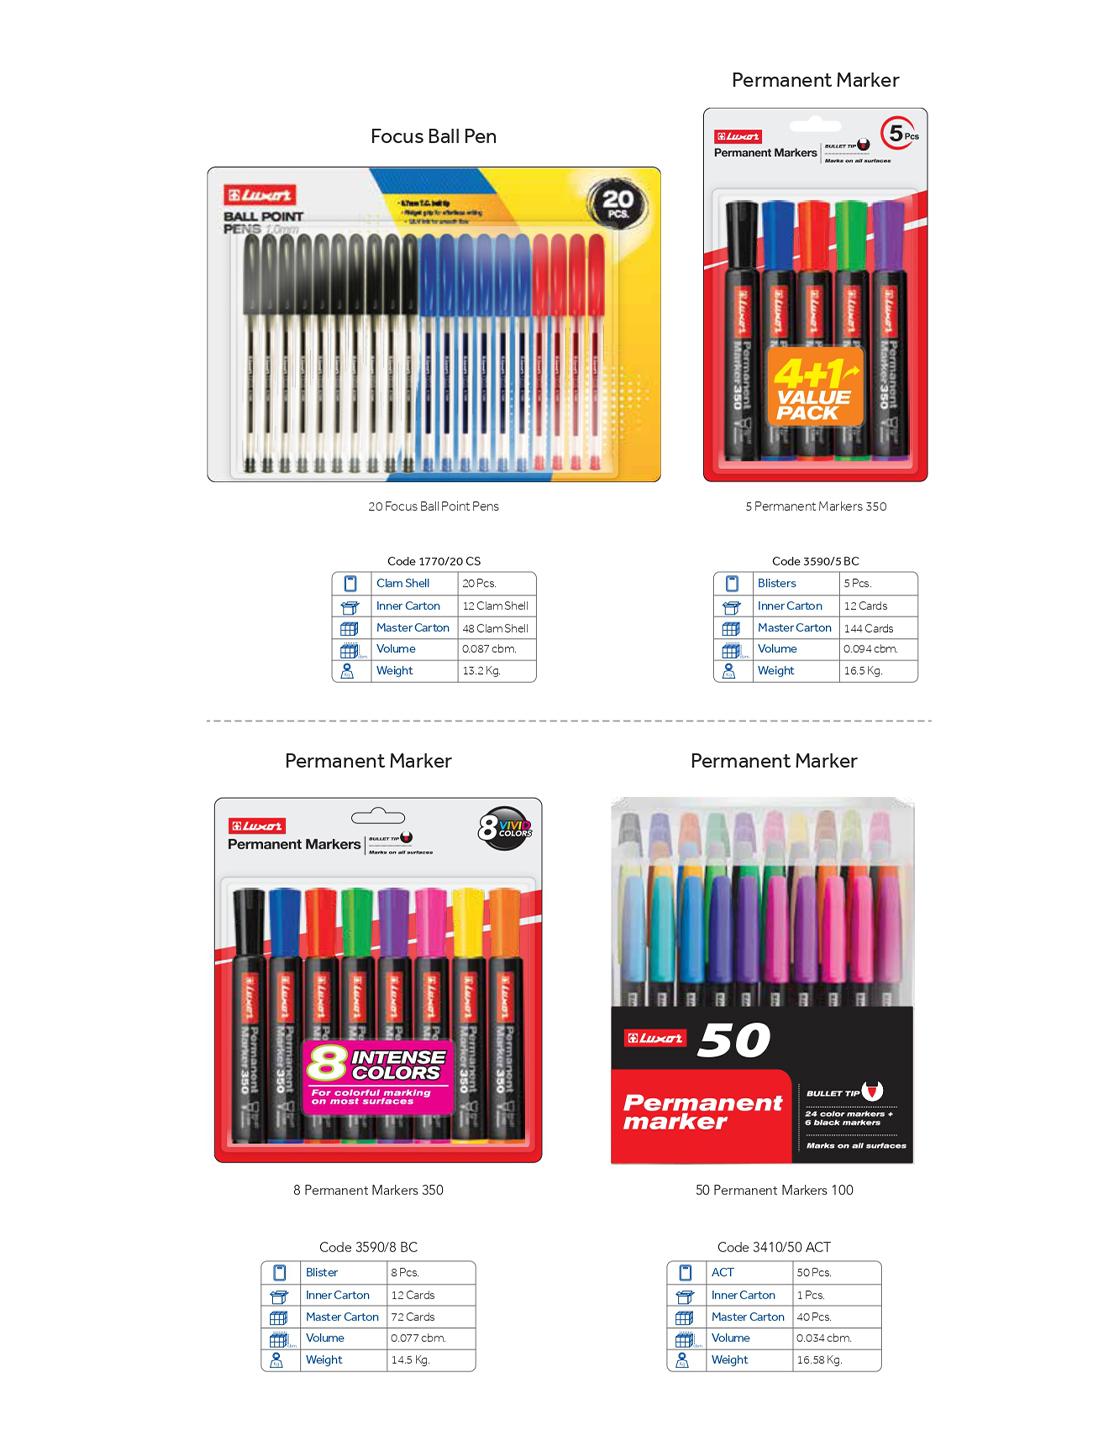 Permanent Marker
Focus Ball Pen
Luxor
5 Pcs
Permanent Markers
BULLET TIP
Marks on all surfaces
Luxor
20
PCS.
BALL POINT
PENS 1.0mm
Luxor
Permanent
Marker 350
4+1
VALUE
PACK
20 Focus Ball Point Pens
5 Permanent Markers 350
Code 1770/20 CS
Clam Shell 20 Pcs.
Inner Carton 12 Clam Shell
Master Carton 48 Clam Shell
Volume 0.087 cbm.
Weight 13.2 Kg.
Code 3590/5 BC
Blisters 5 Pcs.
Inner Carton 12 Cards
Master Carton 144 Cards
Volume 0.094 cbm.
Weight 16.5 Kg.
Permanent Marker
Permanent Marker
Luxor
8 VIVID
COLORS
Permanent Markers
BULLET TIP
Marks on all surfaces
Luxor
Permanent
Marker 350
8 INTENSE
COLORS
For colorful marking
on most surfaces
Luxor 50
Permanent
marker
BULLET TIP
24 color markers +
6 black markers
Marks on all surfaces
8 Permanent Markers 350
50 Permanent Markers 100
Code 3590/8 BC
Blister 8 Pcs.
Inner Carton 12 Cards
Master Carton 72 Cards
Volume 0.077 cbm.
Weight 14.5 Kg.
Code 3410/50 ACT
ACT 50 Pcs.
Inner Carton 1 Pcs.
Master Carton 40 Pcs.
Volume 0.034 cbm.
Weight 16.58 Kg.